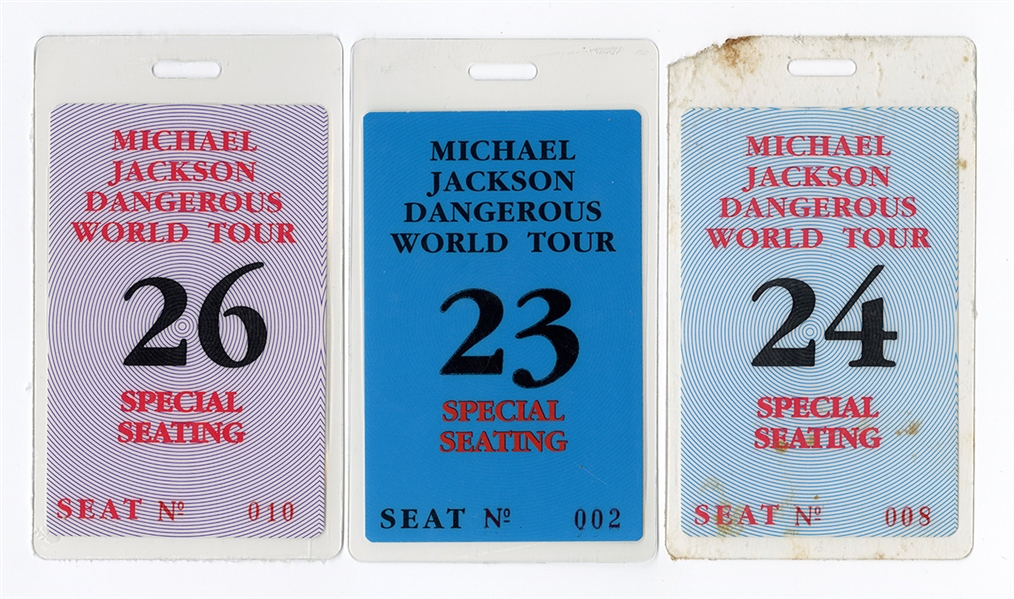 MICHAEL
JACKSON
DANGEROUS
WORLD TOUR
26
SPECIAL
SEATING
SEAT Nº 010
MICHAEL
JACKSON
DANGEROUS
WORLD TOUR
23
SPECIAL
SEATING
SEAT Nº 002
MICHAEL
JACKSON
DANGEROUS
WORLD TOUR
24
SPECIAL
SEATING
SEAT Nº 008